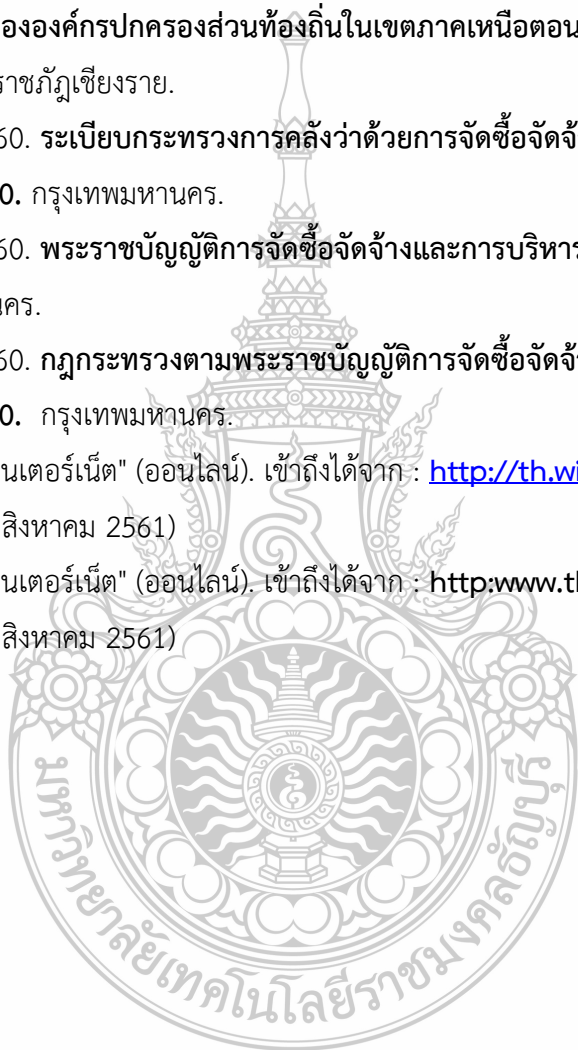 ององค์กรปกครองส่วนท้องถิ่นในเขตภาคเหนือตอน
ราชภัฏเชียงราย.
60. ระเบียบกระทรวงการคลังว่าด้วยการจัดซื้อจัดจ้
0. กรุงเทพมหานคร.
60. พระราชบัญญัติการจัดซื้อจัดจ้างและการบริหาร
นคร.
60. กฎกระทรวงตามพระราชบัญญัติการจัดซื้อจัดจ้
0. กรุงเทพมหานคร.
นเตอร์เน็ต" (ออนไลน์). เข้าถึงได้จาก : http://th.wi
สิงหาคม 2561)
นเตอร์เน็ต" (ออนไลน์). เข้าถึงได้จาก : http:www.tl
สิงหาคม 2561)
มหาวิทยาลัยเทคโนโลยีราชมงคลธัญบุรี